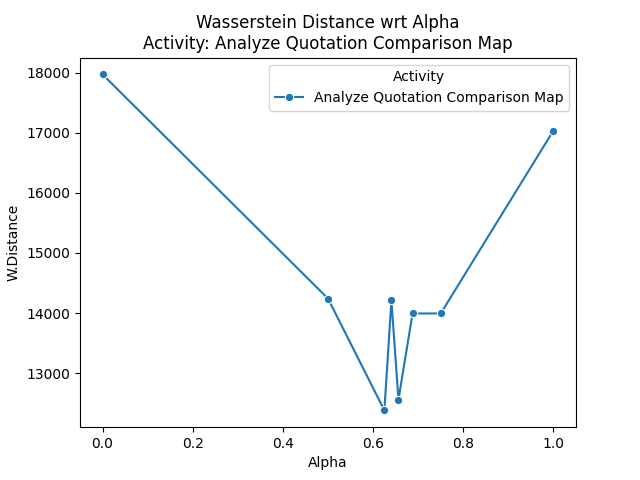 Wasserstein Distance wrt Alpha
Activity: Analyze Quotation Comparison Map
Activity
Analyze Quotation Comparison Map
18000
17000
16000
15000
14000
13000
W.Distance
0.0 0.2 0.4 0.6 0.8 1.0
Alpha